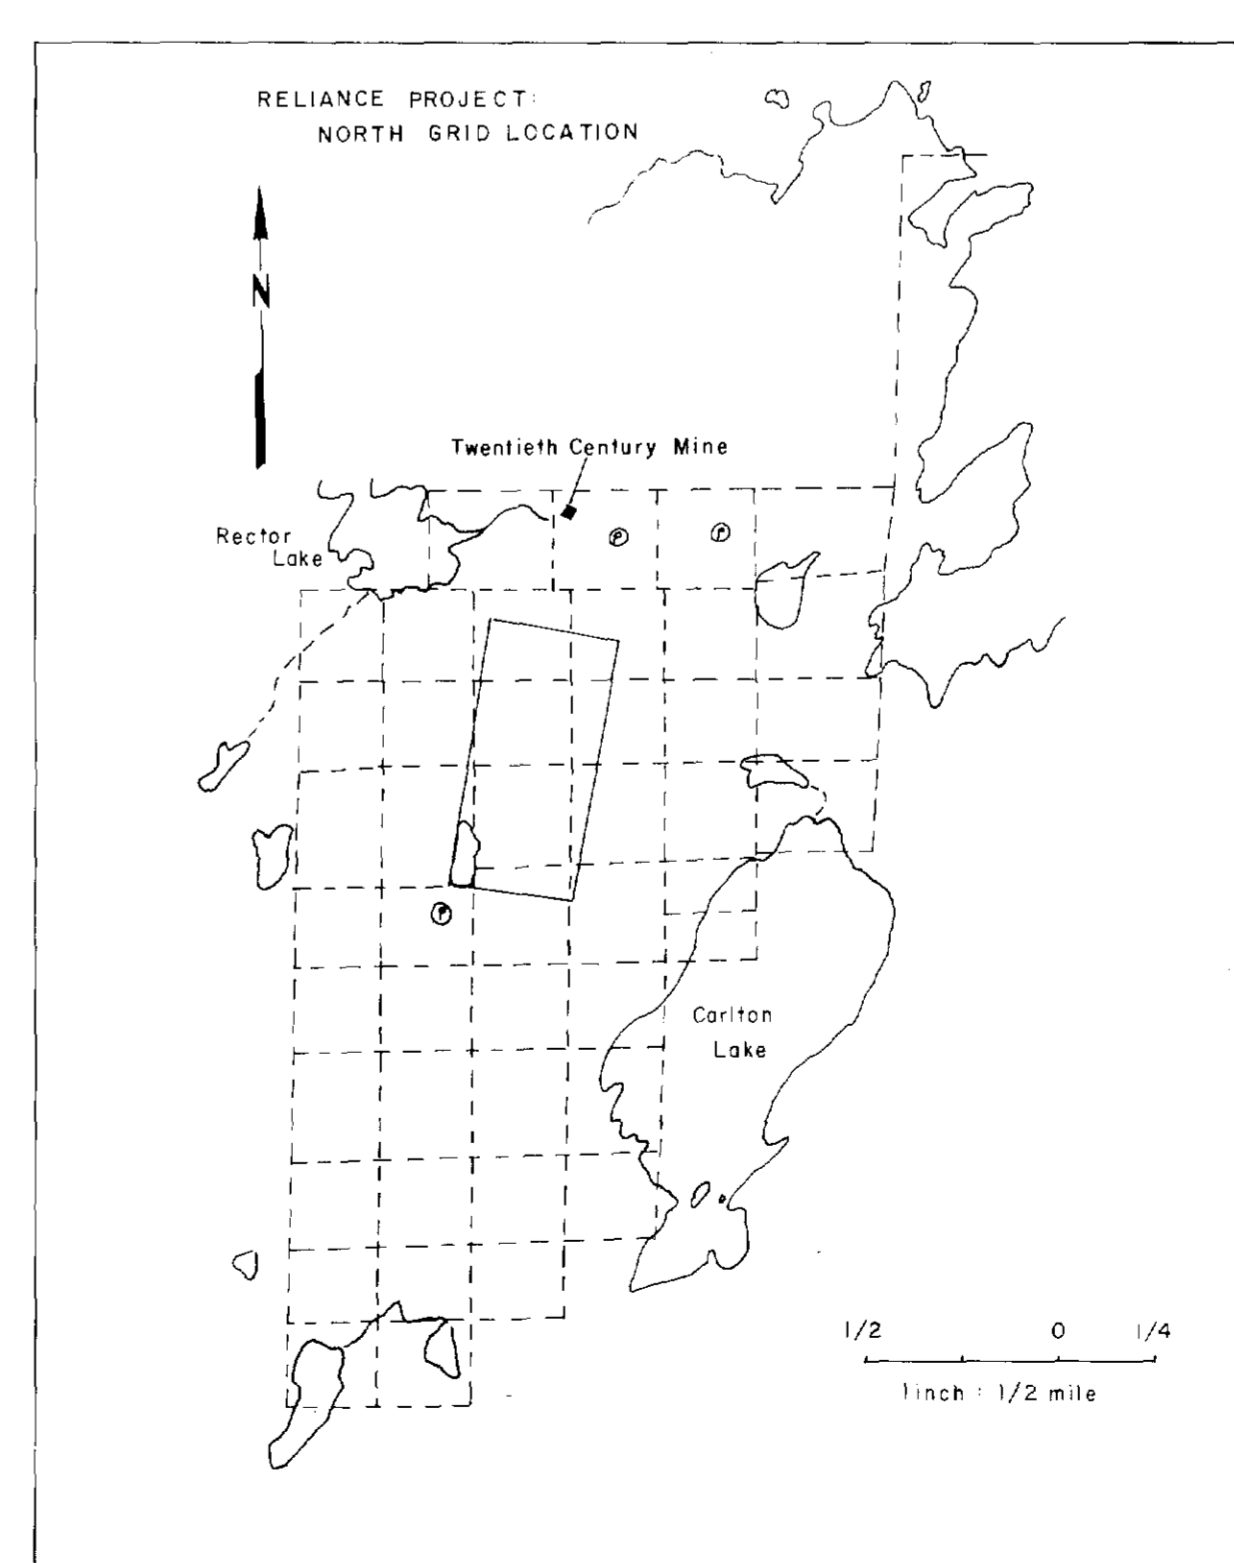 RELIANCE PROJECT:
NORTH GRID LOCATION
N
Twentieth Century Mine
Rector
Lake
P
P
P
Carlton
Lake
1/2 0 1/4
1 inch : 1/2 mile